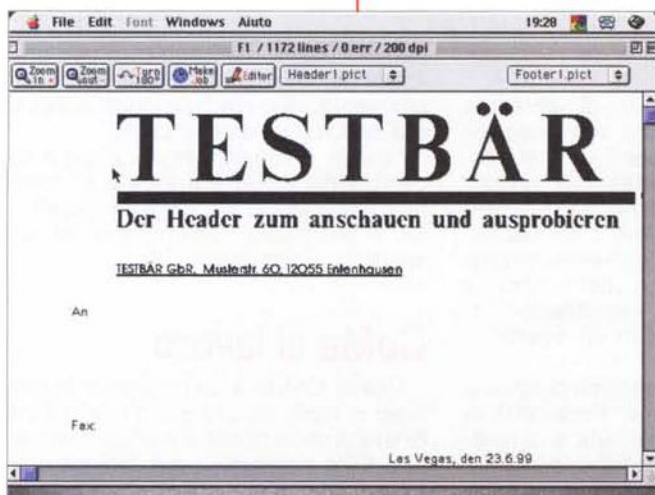 File Edit Font Windows Aiuto 19:28
F1 / 1172 lines / 0 err / 200 dpi
Zoom in + Zoom out - Turn 180° Make Job Editor Header1.pict Footer1.pict
TESTBÄR
Der Header zum anschauen und ausprobieren
TESTBÄR GbR, Musterstr. 60, 12055 Entenhausen
An
Fax:
Las Vegas, den 23.6.99